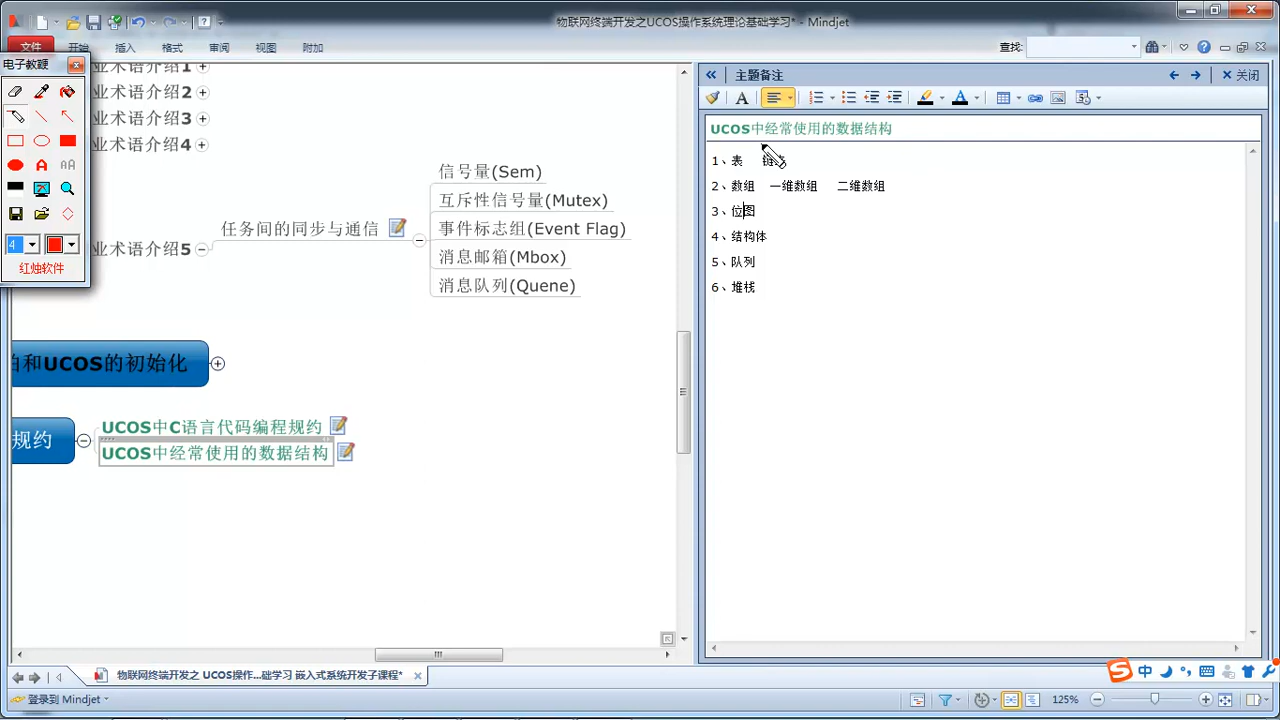 物联网终端开发之UCOS操作系统理论基础学习* - Mindjet
文件 开始 插入 格式 审阅 视图 附加
查找:
电子教鞭
业术语介绍1
业术语介绍2
业术语介绍3
业术语介绍4
业术语介绍5
任务间的同步与通信
信号量(Sem)
互斥性信号量(Mutex)
事件标志组(Event Flag)
消息邮箱(Mbox)
消息队列(Quene)
4
红烛软件
和UCOS的初始化
规约
UCOS中C语言代码编程规约
UCOS中经常使用的数据结构
主题备注
关闭
UCOS中经常使用的数据结构
1、表
2、数组 一维数组 二维数组
3、位图
4、结构体
5、队列
6、堆栈
物联网终端开发之 UCOS操作...础学习 嵌入式系统开发子课程*
登录到 Mindjet
中
125%